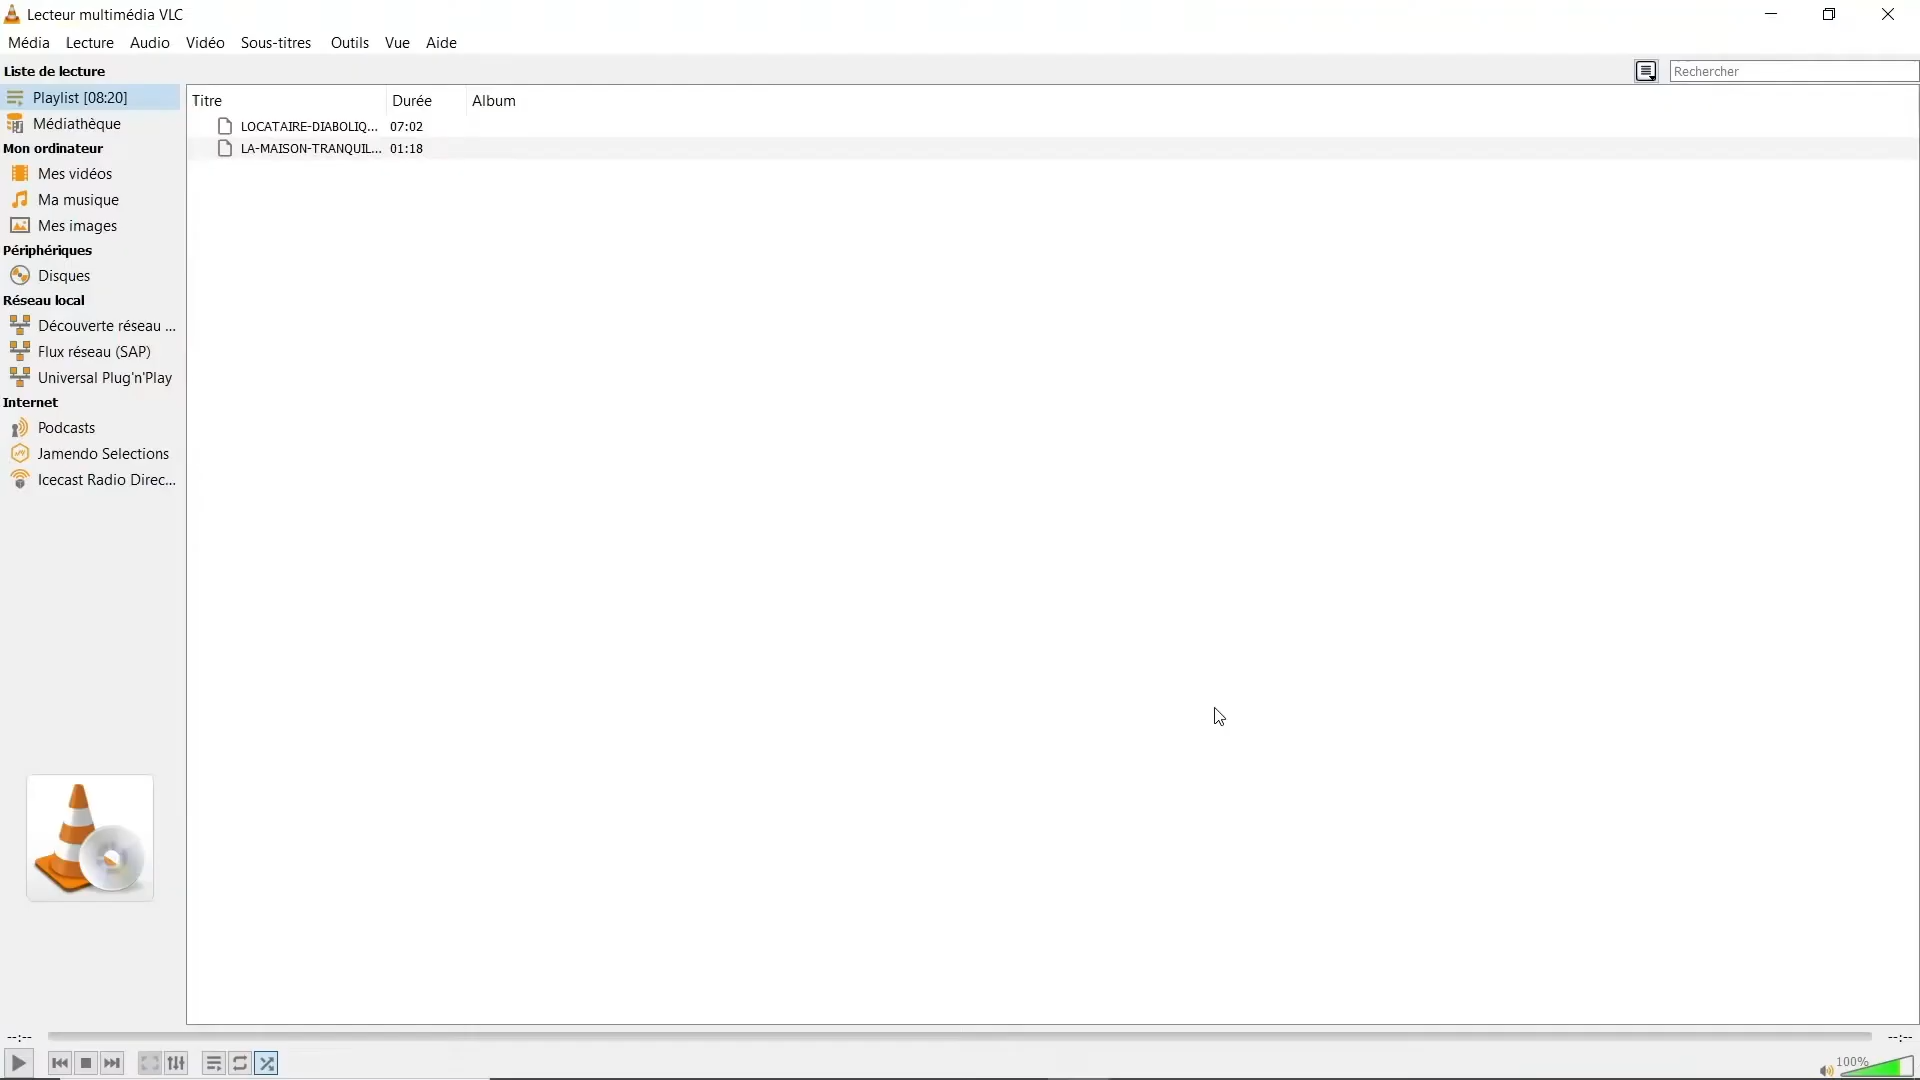 Lecteur multimédia VLC
Média Lecture Audio Vidéo Sous-titres Outils Vue Aide
Liste de lecture
Rechercher
Playlist [08:20]
Médiathèque
Mon ordinateur
Mes vidéos
Ma musique
Mes images
Périphériques
Disques
Réseau local
Découverte réseau ...
Flux réseau (SAP)
Universal Plug'n'Play
Internet
Podcasts
Jamendo Selections
Icecast Radio Direc...
Titre Durée Album
LOCATAIRE-DIABOLIQ... 07:02
LA-MAISON-TRANQUIL... 01:18
--:-- --:--
100%